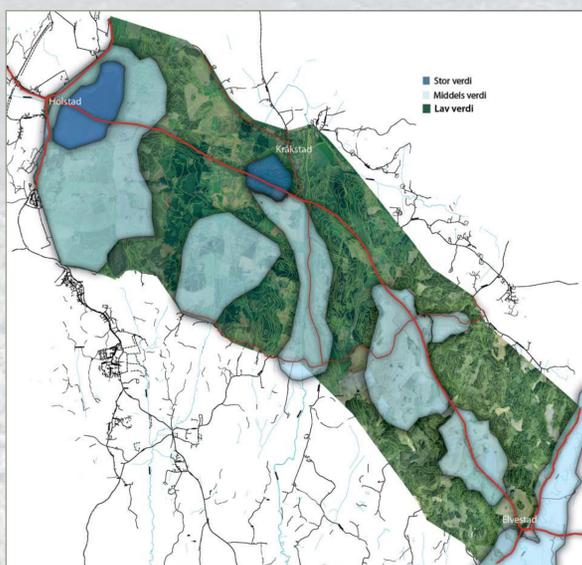 Stor verdi
Middels verdi
Lav verdi
Holstad
Kråkstad
Elvestad